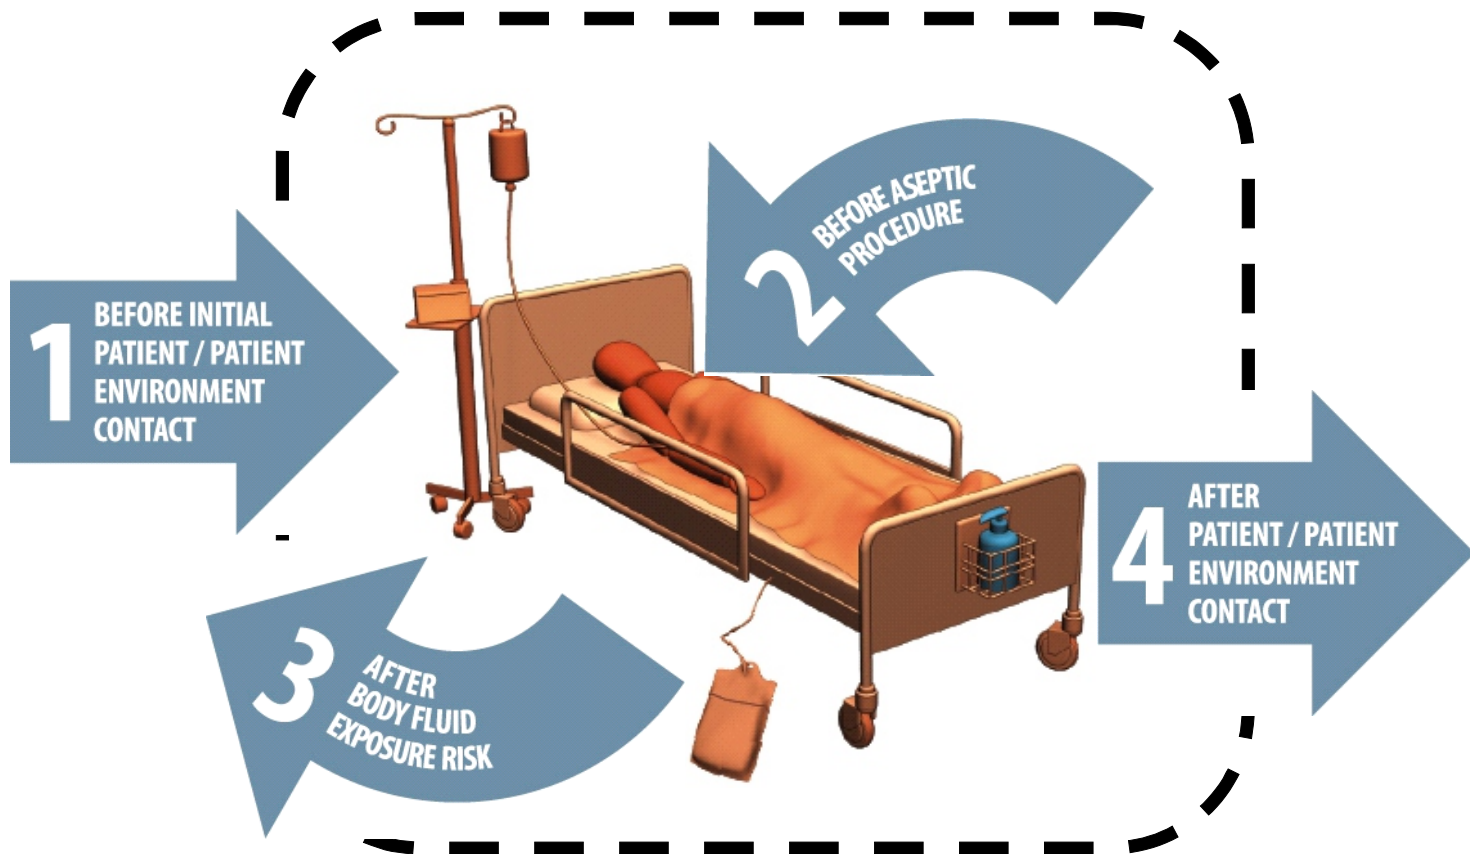 1
BEFORE INITIAL
PATIENT / PATIENT
ENVIRONMENT
CONTACT
2
BEFORE ASEPTIC
PROCEDURE
3
AFTER
BODY FLUID
EXPOSURE RISK
4
AFTER
PATIENT / PATIENT
ENVIRONMENT
CONTACT